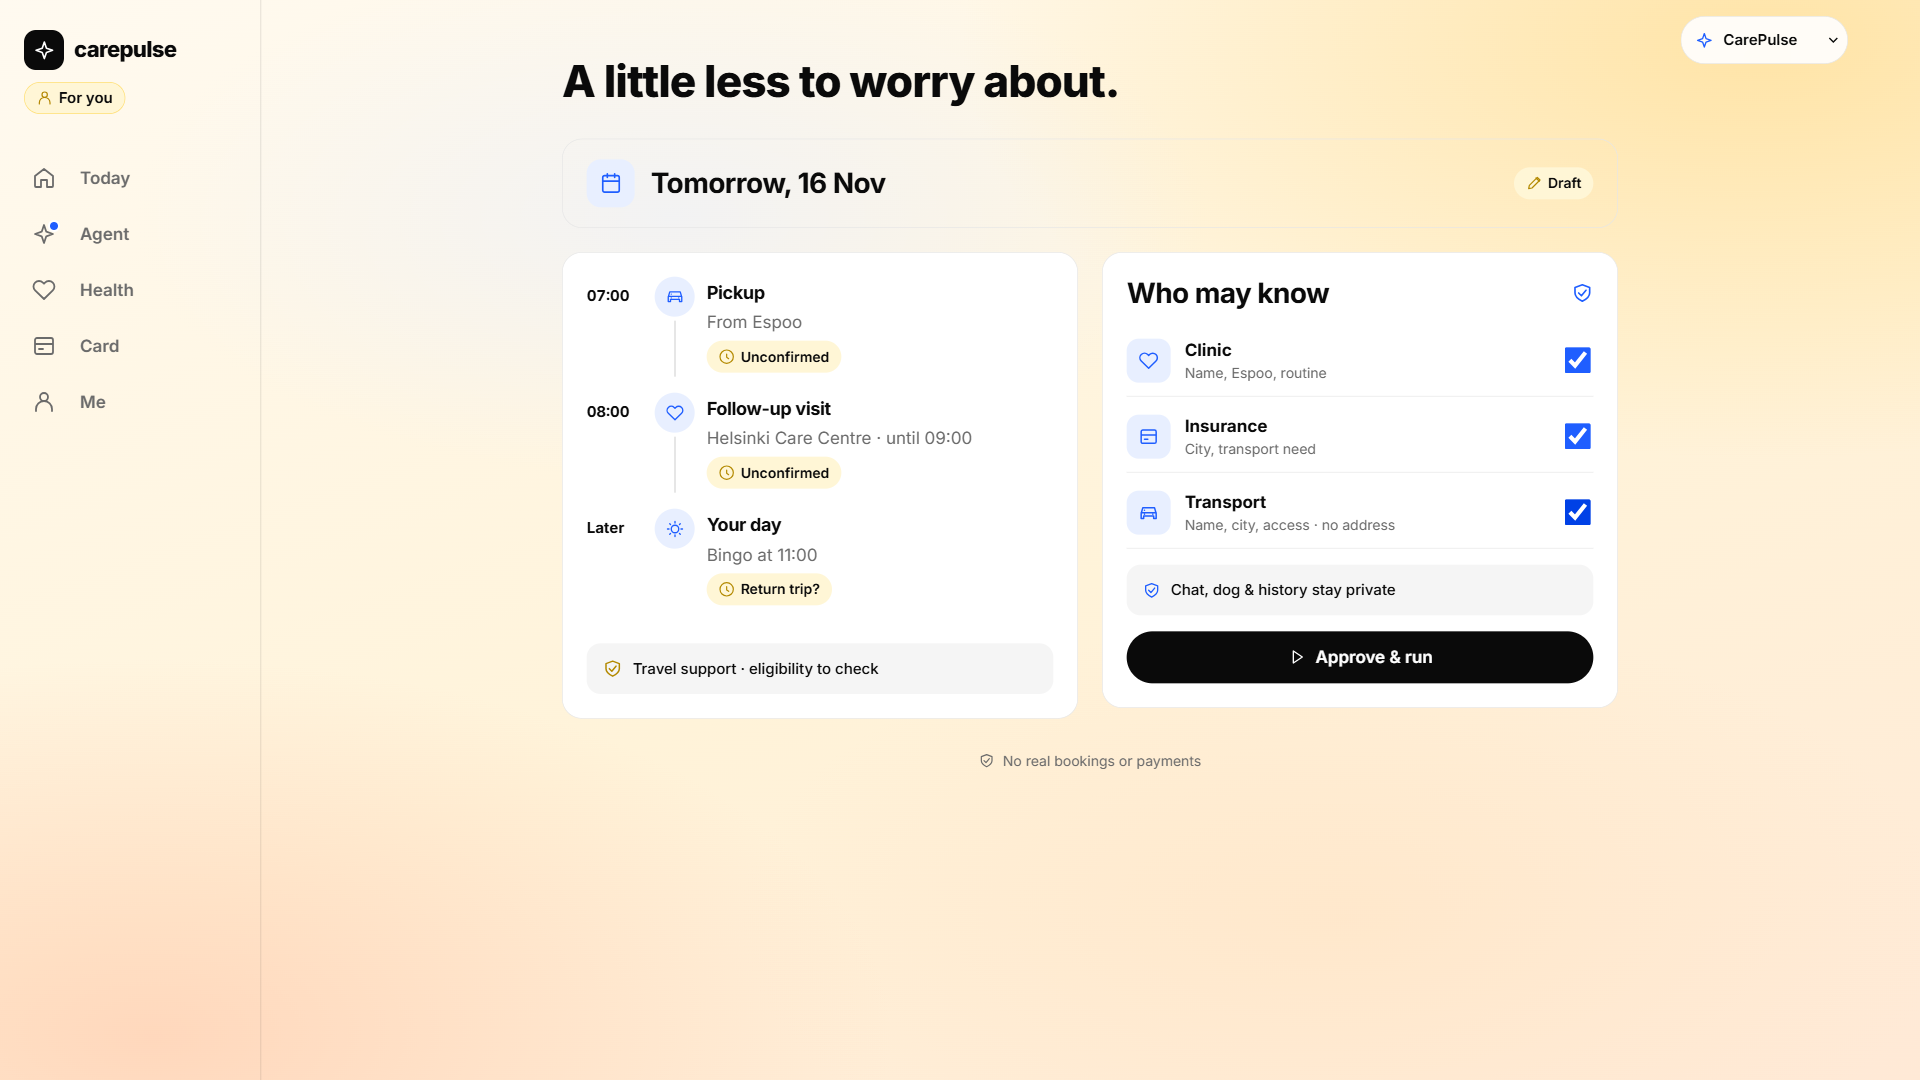 carepulse
For you
Today
Agent
Health
Card
Me
CarePulse
A little less to worry about.
Tomorrow, 16 Nov
Draft
07:00
Pickup
From Espoo
Unconfirmed
08:00
Follow-up visit
Helsinki Care Centre · until 09:00
Unconfirmed
Later
Your day
Bingo at 11:00
Return trip?
Travel support · eligibility to check
Who may know
Clinic
Name, Espoo, routine
Insurance
City, transport need
Transport
Name, city, access · no address
Chat, dog & history stay private
Approve & run
No real bookings or payments